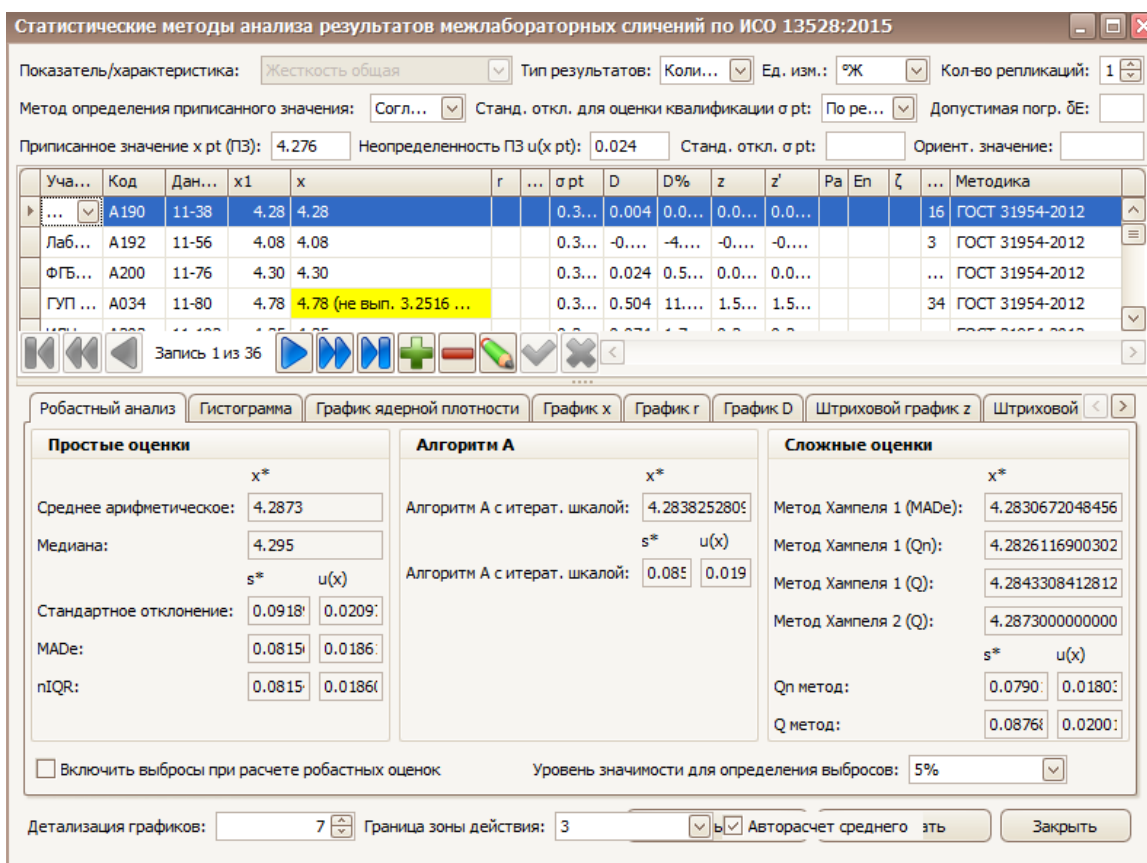 Статистические методы анализа результатов межлабораторных сличений по ИСО 13528:2015
Показатель/характеристика: Жесткость общая Тип результатов: Коли... Ед. изм.: °Ж Кол-во репликаций: 1
Метод определения приписанного значения: Согл... Станд. откл. для оценки квалификации σ pt: По ре... Допустимая погр. δE:
Приписанное значение x pt (ПЗ): 4.276 Неопределенность ПЗ u(x pt): 0.024 Станд. откл. σ pt: Ориент. значение:
Уча... Код Дан... x1 x r ... σ pt D D% z z' Pa En ζ ... Методика
... A190 11-38 4.28 4.28 0.3... 0.004 0.0... 0.0... 0.0... 16 ГОСТ 31954-2012
Лаб... A192 11-56 4.08 4.08 0.3... -0.... -4.... -0.... -0.... 3 ГОСТ 31954-2012
ФГБ... A200 11-76 4.30 4.30 0.3... 0.024 0.5... 0.0... 0.0... ... ГОСТ 31954-2012
ГУП ... A034 11-80 4.78 4.78 (не вып. 3.2516 ... 0.3... 0.504 11.... 1.5... 1.5... 34 ГОСТ 31954-2012
Запись 1 из 36
Робастный анализ Гистограмма График ядерной плотности График x График r График D Штриховой график z Штриховой
Простые оценки Алгоритм А Сложные оценки
x* x* x*
Среднее арифметическое: 4.2873 Алгоритм А с итерат. шкалой: 4.283825280 Метод Хампеля 1 (MADe): 4.2830672048456
Медиана: 4.295 s* u(x) Метод Хампеля 1 (Qn): 4.2826116900302
s* u(x) Алгоритм А с итерат. шкалой: 0.085 0.019 Метод Хампеля 1 (Q): 4.2843308412812
Стандартное отклонение: 0.0918 0.0209 Метод Хампеля 2 (Q): 4.2873000000000
MADe: 0.0815 0.0186 s* u(x)
nIQR: 0.0815 0.0186 Qn метод: 0.0790 0.0180
Q метод: 0.0876 0.0200
Включить выбросы при расчете робастных оценок Уровень значимости для определения выбросов: 5%
Детализация графиков: 7 Граница зоны действия: 3 Авторасчет среднего ать Закрыть